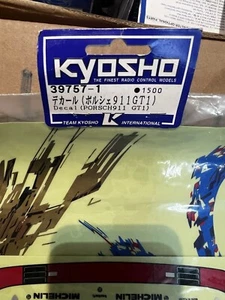 KYOSHO
THE FINEST RADIO CONTROL MODELS
39757-1 ●1500
デカール(ポルシェ911GT1)
Decal(PORSCH911 GT1)
TEAM KYOSHO K INTERNATIONAL
MICHELIN
MICHELIN